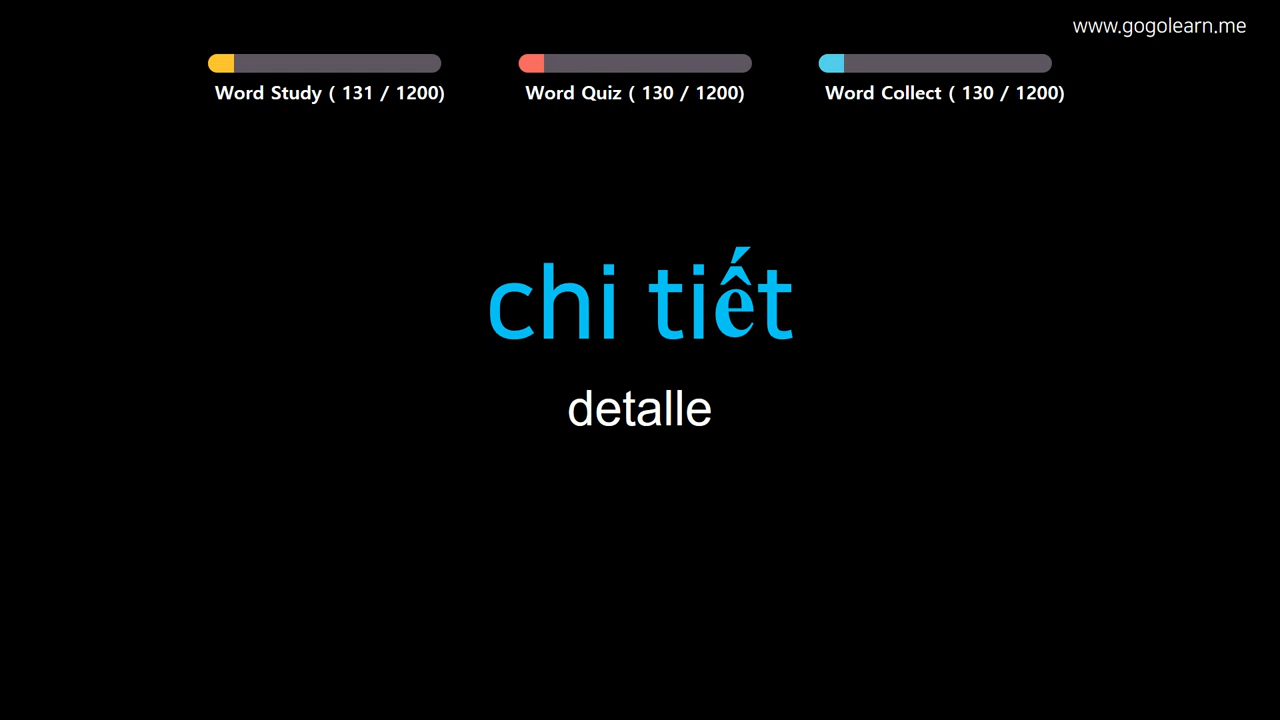 www.gogolearn.me
Word Study ( 131 / 1200)
Word Quiz ( 130 / 1200)
Word Collect ( 130 / 1200)
chi tiết
detalle